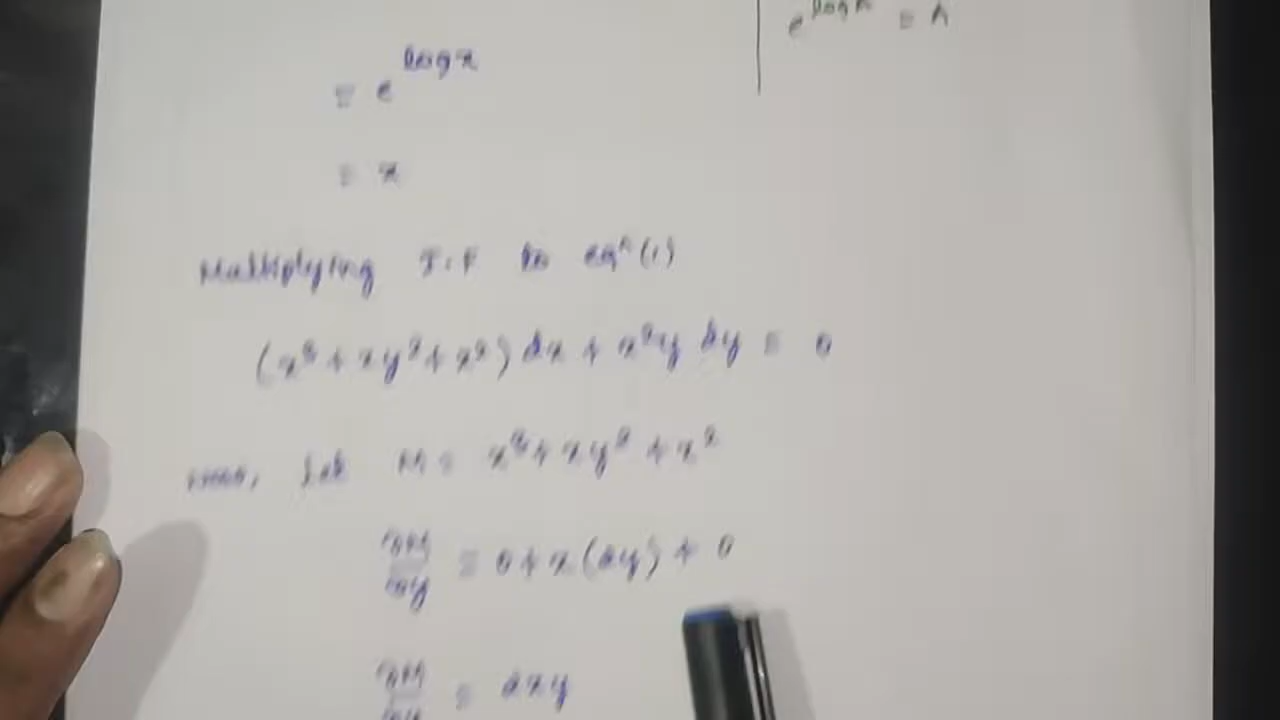 e^{log n} = n
= e^{log x}
= x
Multiplying I.F to eqⁿ (1)
(x³ + xy² + x²) dx + x²y dy = 0
Now, let M = x³ + xy² + x²
∂M/∂y = 0 + x(2y) + 0
∂M/∂y = 2xy